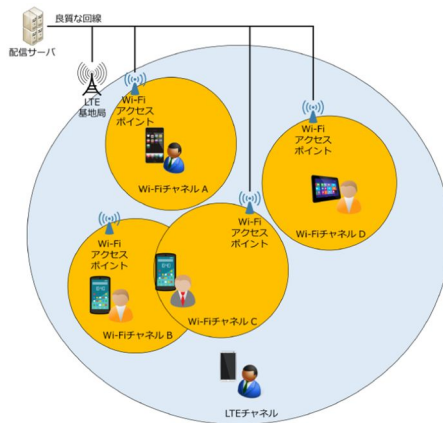 良質な回線
配信サーバ
LTE
基地局
Wi-Fi
アクセス
ポイント
Wi-Fiチャネル A
Wi-Fi
アクセス
ポイント
Wi-Fiチャネル D
Wi-Fi
アクセス
ポイント
Wi-Fiチャネル C
Wi-Fi
アクセス
ポイント
Wi-Fiチャネル B
LTEチャネル